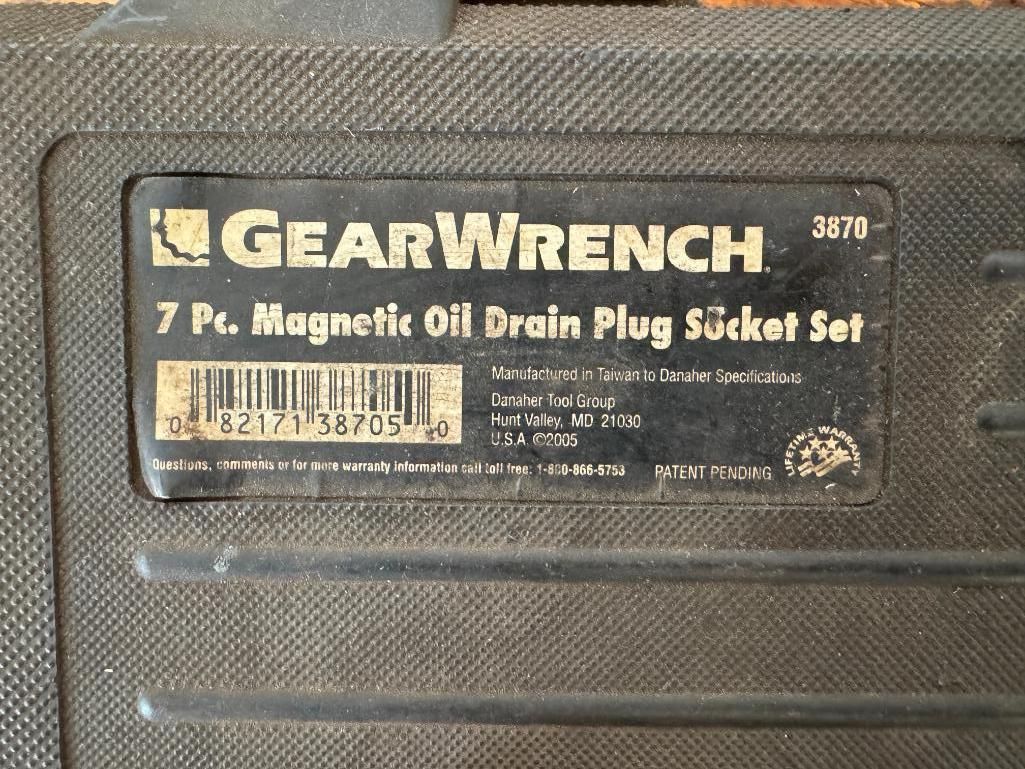 GEARWRENCH®
3870
7 Pc. Magnetic Oil Drain Plug Socket Set
0 82171 38705 0
Manufactured in Taiwan to Danaher Specifications
Danaher Tool Group
Hunt Valley, MD 21030
U.S.A. ©2005
Questions, comments or for more warranty information call toll free: 1-800-866-5753
PATENT PENDING
LIFETIME WARRANTY